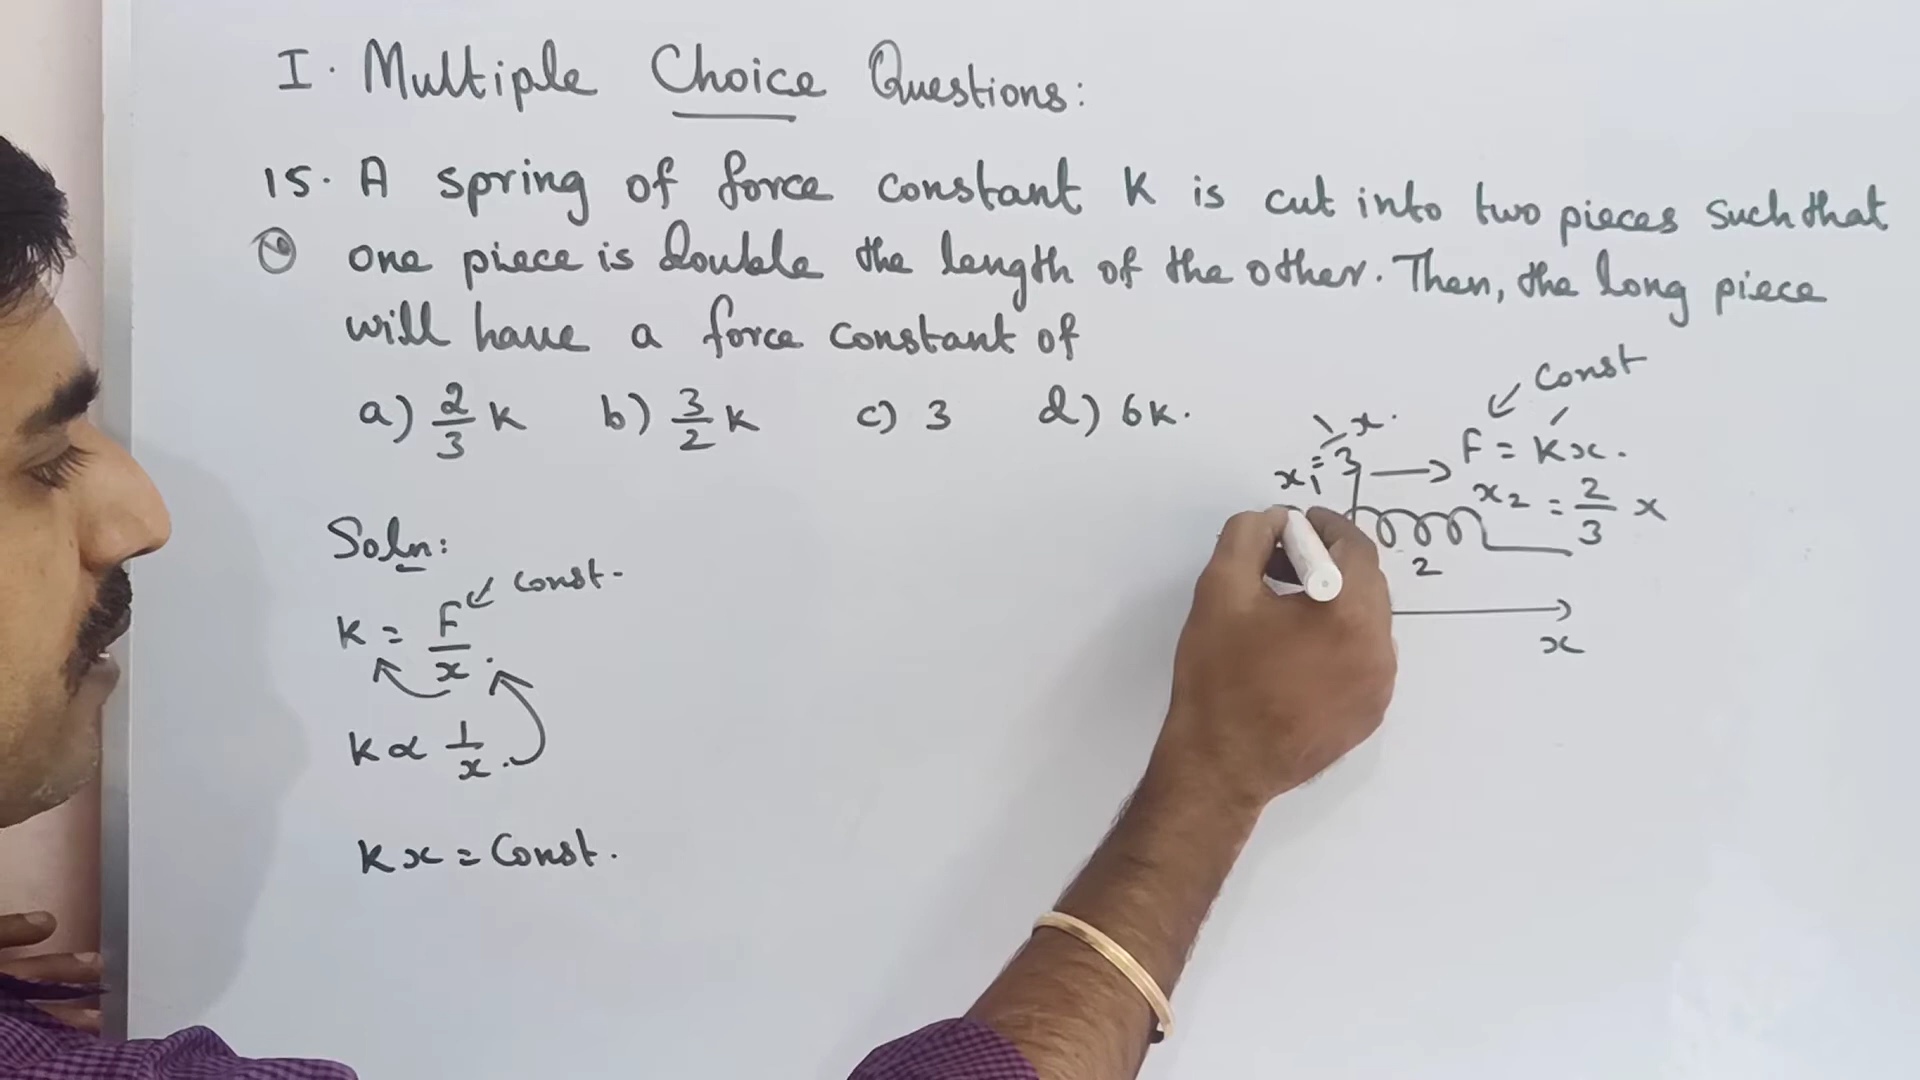 I. Multiple Choice Questions:
15. A spring of force constant K is cut into two pieces such that
one piece is double the length of the other. Then, the long piece
will have a force constant of
a) 2/3 K b) 3/2 K c) 3 d) 6K.
Soln:
K = F/x. const.
K ∝ 1/x.
Kx = Const.
const
F = Kx.
x₁ = 1/3 x.
x₂ = 2/3 x
2
x